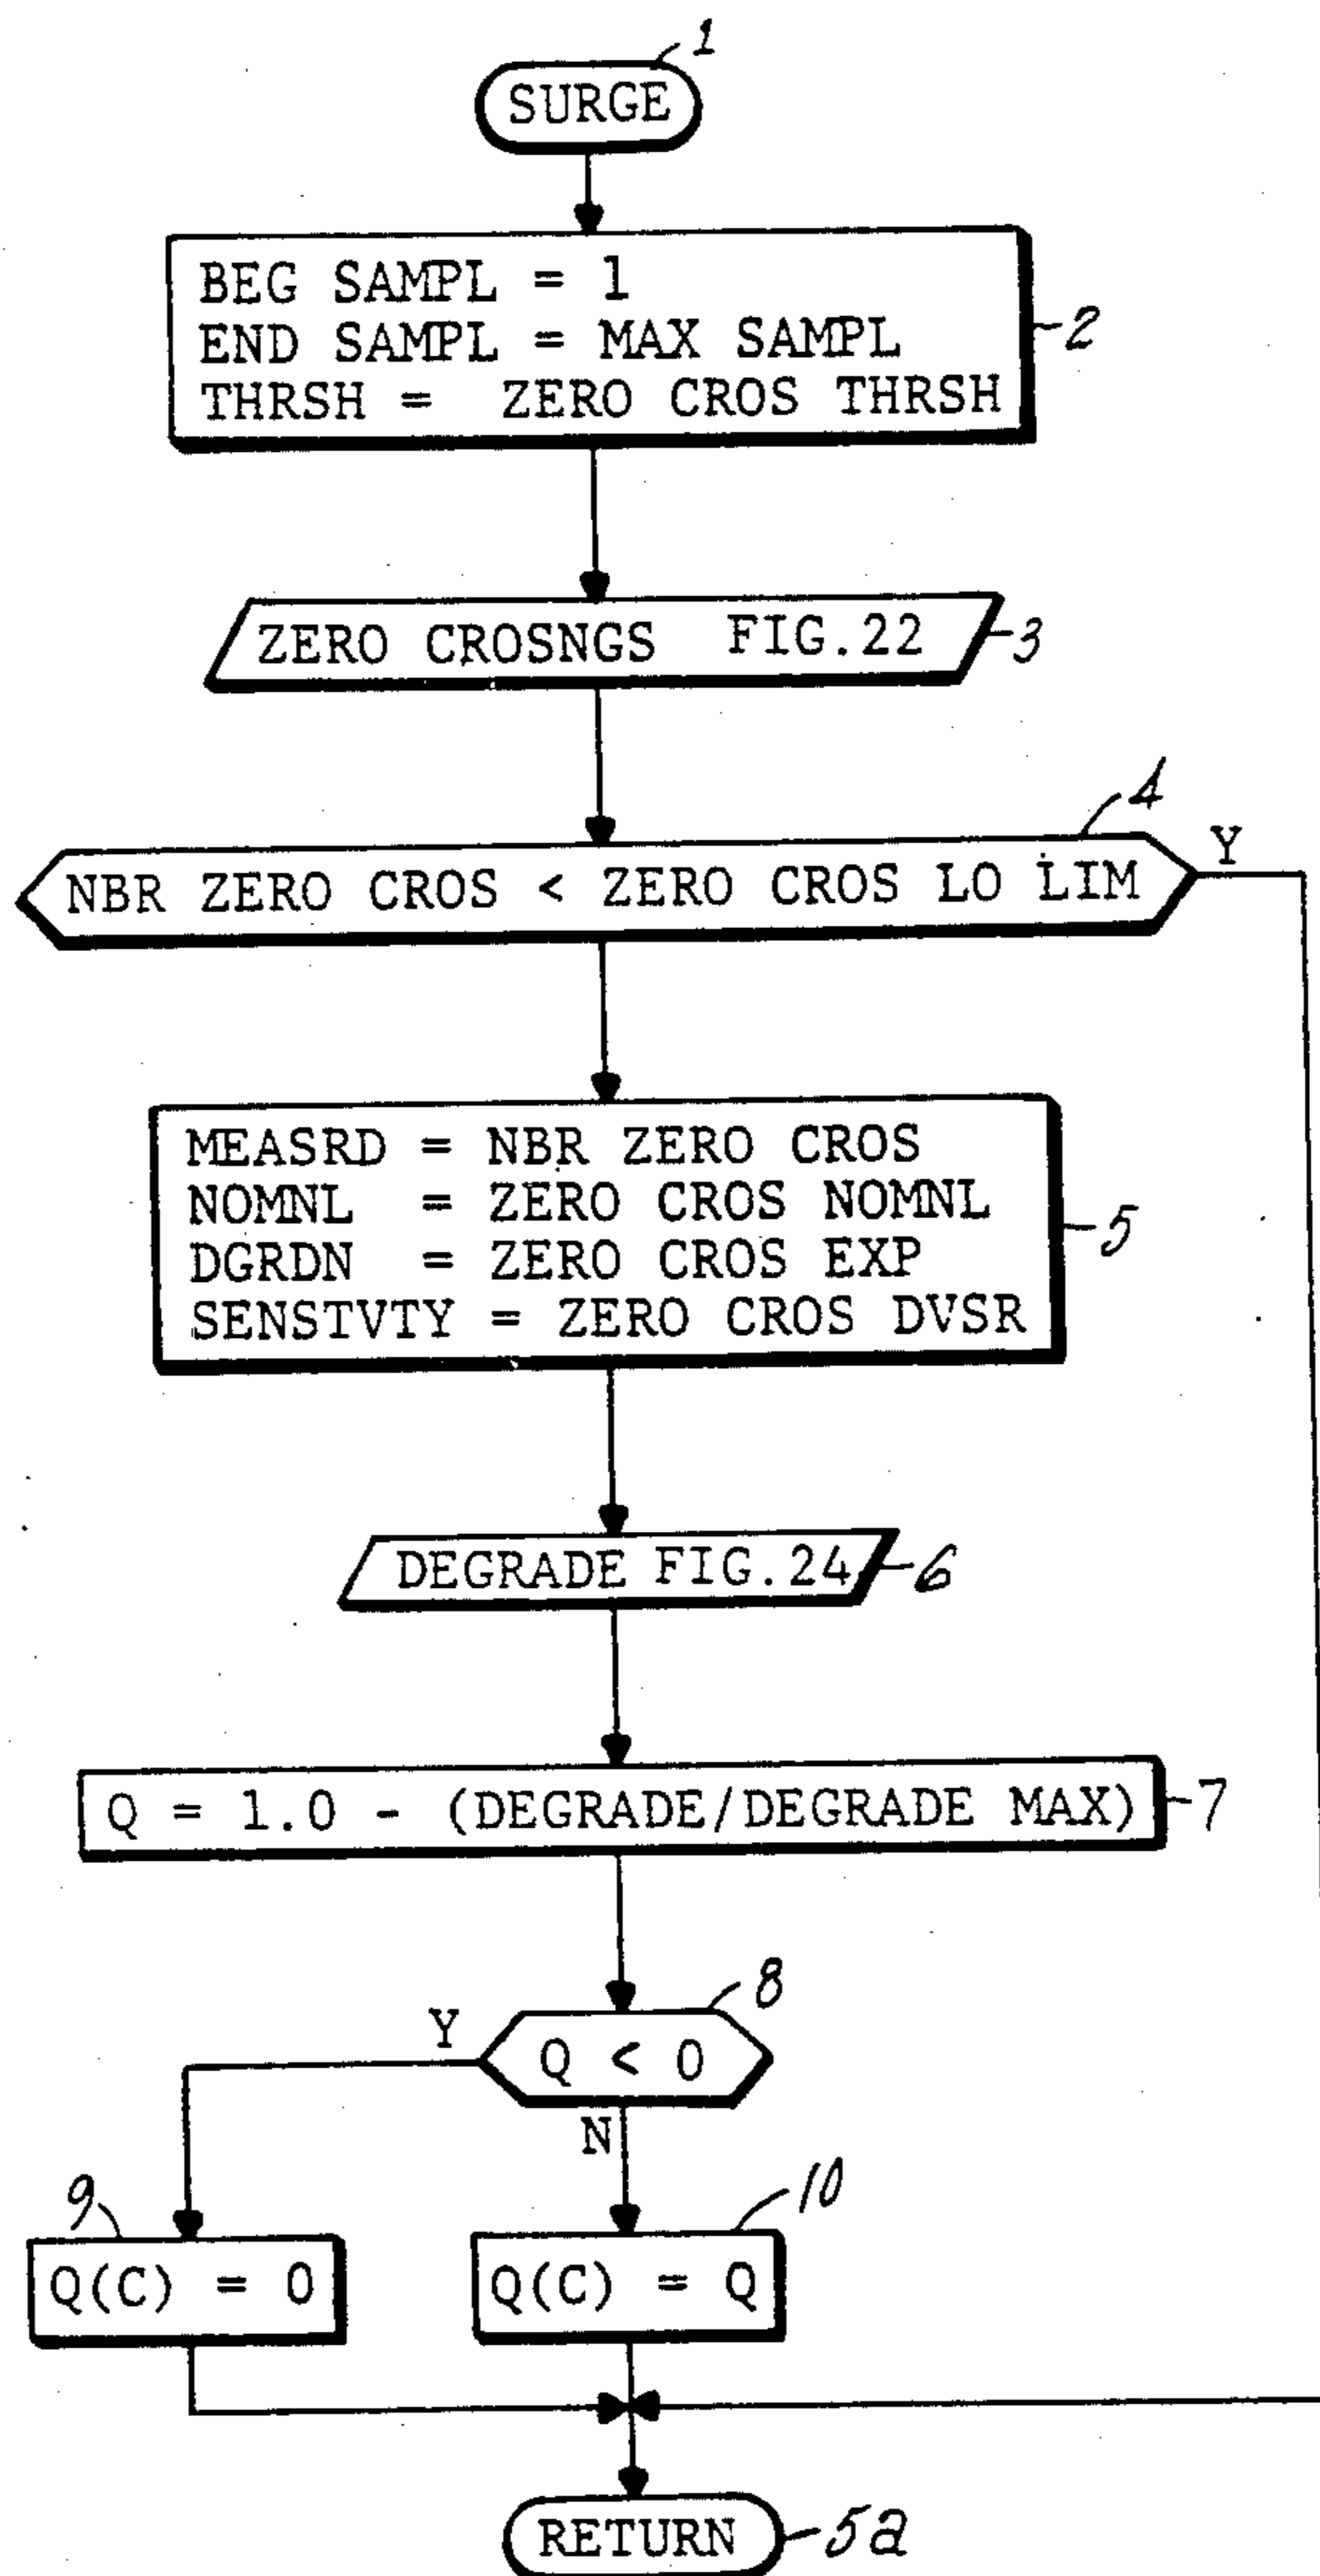 1
SURGE
BEG SAMPL = 1
END SAMPL = MAX SAMPL
THRSH = ZERO CROS THRSH
2
ZERO CROSNGS FIG.22
3
4
NBR ZERO CROS < ZERO CROS LO LIM
Y
MEASRD = NBR ZERO CROS
NOMNL = ZERO CROS NOMNL
DGRDN = ZERO CROS EXP
SENSTVTY = ZERO CROS DVSR
5
DEGRADE FIG.24
6
Q = 1.0 - (DEGRADE/DEGRADE MAX)
7
8
Y
Q < 0
N
9
Q(C) = 0
10
Q(C) = Q
RETURN
5a